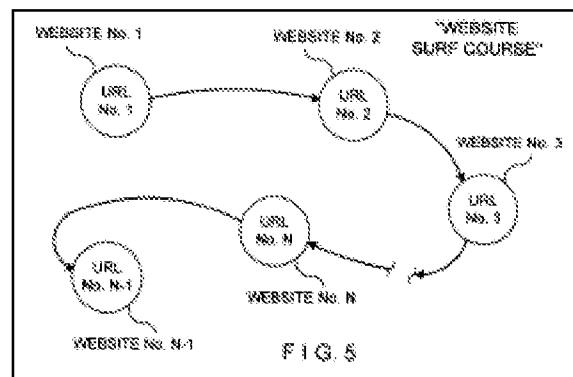 WEBSITE No. 1
WEBSITE No. 2
"WEBSITE
SURF COURSE"
URL
No. 1
URL
No. 2
WEBSITE No. 3
URL
No. 3
URL
No. N
URL
No. N-1
WEBSITE No. N
WEBSITE No. N-1
FIG. 5